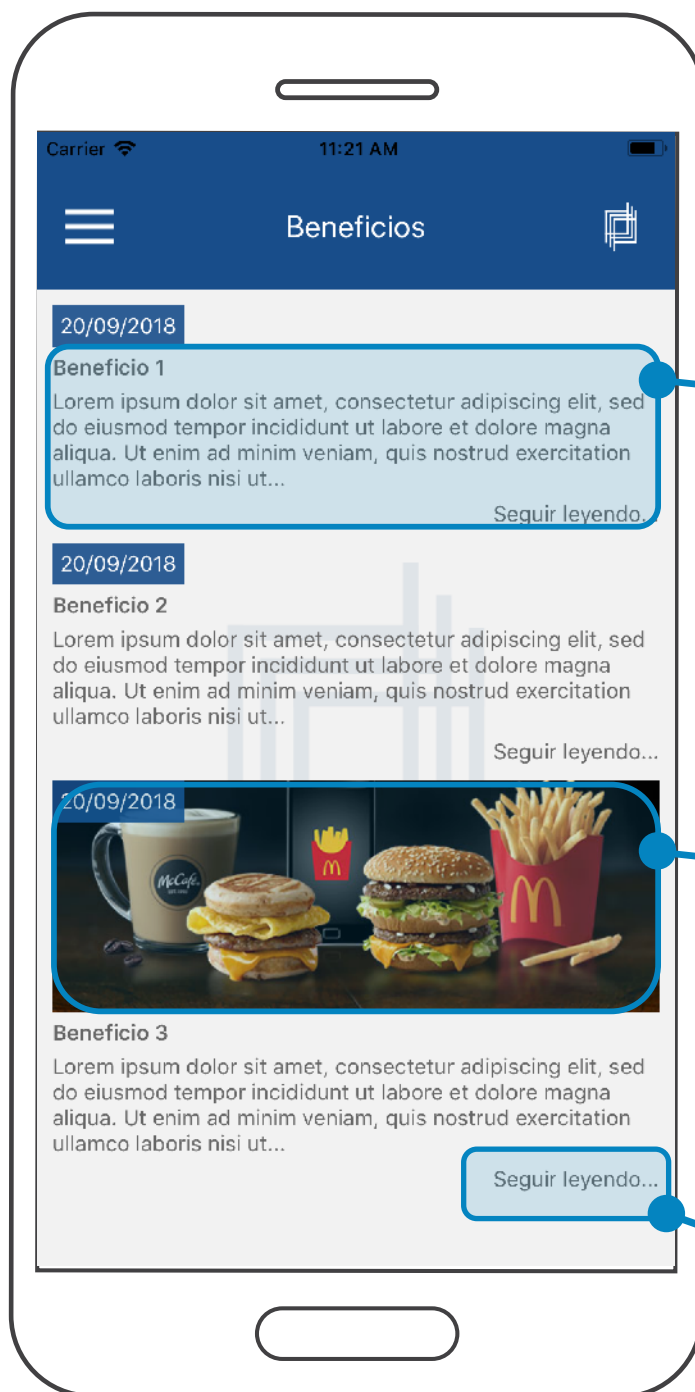 Carrier
11:21 AM
Beneficios
20/09/2018
Beneficio 1
Lorem ipsum dolor sit amet, consectetur adipiscing elit, sed
do eiusmod tempor incididunt ut labore et dolore magna
aliqua. Ut enim ad minim veniam, quis nostrud exercitation
ullamco laboris nisi ut...
Seguir leyendo...
20/09/2018
Beneficio 2
Lorem ipsum dolor sit amet, consectetur adipiscing elit, sed
do eiusmod tempor incididunt ut labore et dolore magna
aliqua. Ut enim ad minim veniam, quis nostrud exercitation
ullamco laboris nisi ut...
Seguir leyendo...
20/09/2018
McCafé
Beneficio 3
Lorem ipsum dolor sit amet, consectetur adipiscing elit, sed
do eiusmod tempor incididunt ut labore et dolore magna
aliqua. Ut enim ad minim veniam, quis nostrud exercitation
ullamco laboris nisi ut...
Seguir leyendo...